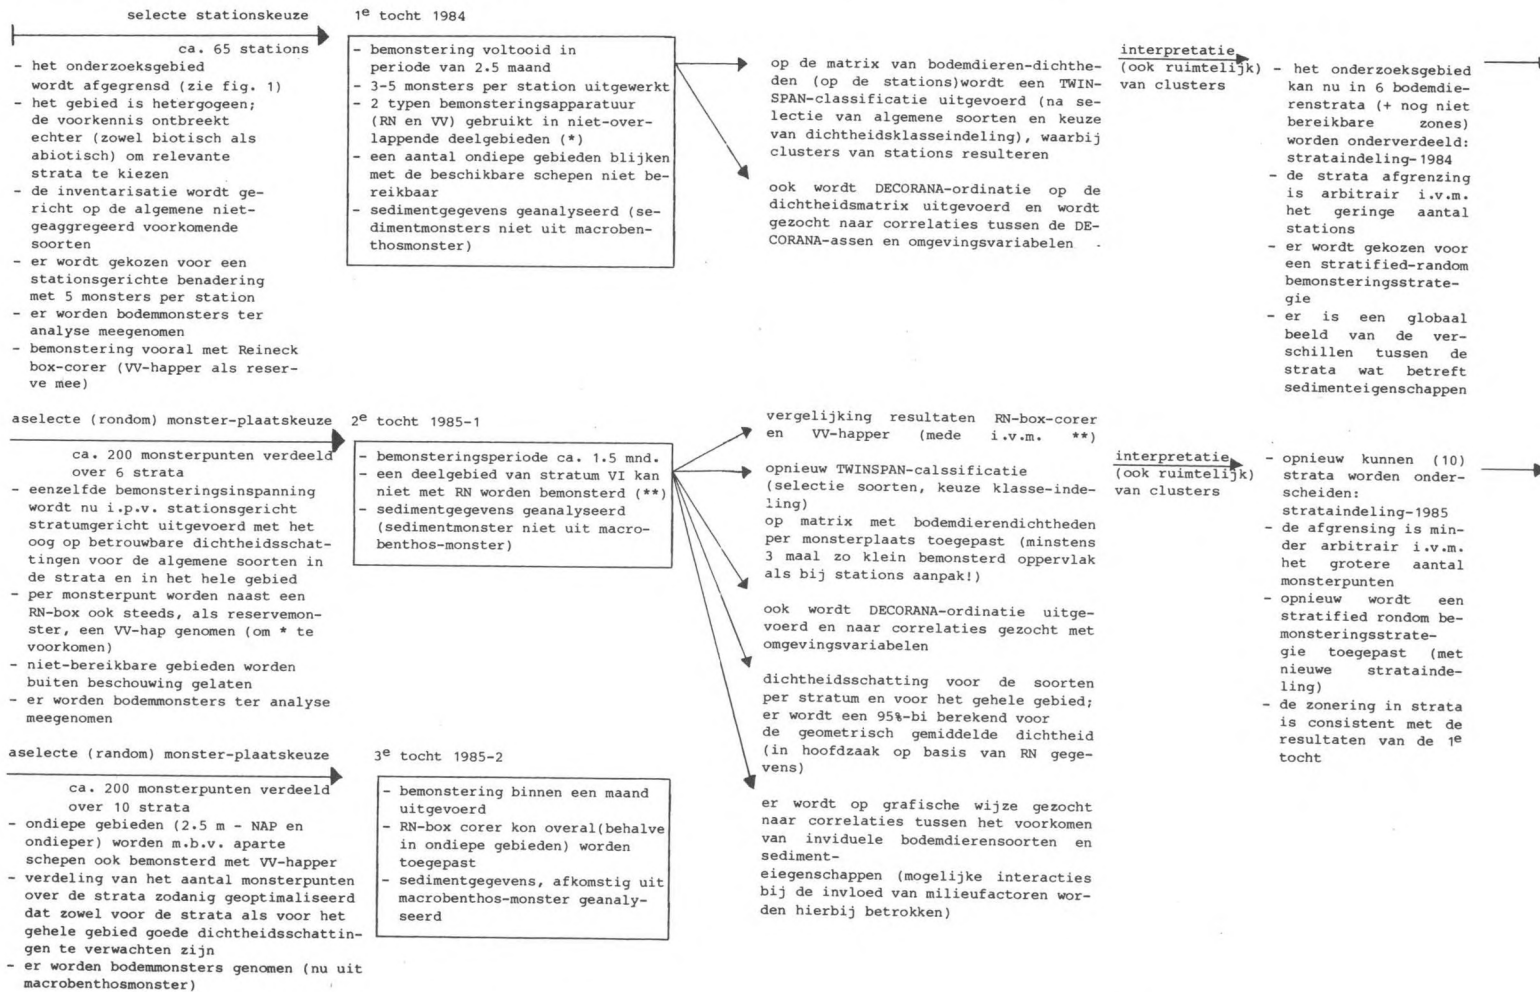 selecte stationskeuze
ca. 65 stations
- het onderzoeksgebied
wordt afgegrensd (zie fig. 1)
- het gebied is hetergogeen;
de voorkennis ontbreekt
echter (zowel biotisch als
abiotisch) om relevante
strata te kiezen
- de inventarisatie wordt ge-
richt op de algemene niet-
geaggregeerd voorkomende
soorten
- er wordt gekozen voor een
stationsgerichte benadering
met 5 monsters per station
- er worden bodemmonsters ter
analyse meegenomen
- bemonstering vooral met Reineck
box-corer (VV-happer als reser-
ve mee)
1e tocht 1984
- bemonstering voltooid in
periode van 2.5 maand
- 3-5 monsters per station uitgewerkt
- 2 typen bemonsteringsapparatuur
(RN en VV) gebruikt in niet-over-
lappende deelgebieden (*)
- een aantal ondiepe gebieden blijken
met de beschikbare schepen niet be-
reikbaar
- sedimentgegevens geanalyseerd (se-
dimentmonsters niet uit macroben-
thosmonster)
op de matrix van bodemdieren-dichthe-
den (op de stations)wordt een TWIN-
SPAN-classificatie uitgevoerd (na se-
lectie van algemene soorten en keuze
van dichtheidsklasseindeling), waarbij
clusters van stations resulteren
ook wordt DECORANA-ordinatie op de
dichtheidsmatrix uitgevoerd en wordt
gezocht naar correlaties tussen de DE-
CORANA-assen en omgevingsvariabelen
interpretatie
(ook ruimtelijk)
van clusters
- het onderzoeksgebied
kan nu in 6 bodemdie-
renstrata (+ nog niet
bereikbare zones)
worden onderverdeeld:
strataindeling-1984
- de strata afgrenzing
is arbitrair i.v.m.
het geringe aantal
stations
- er wordt gekozen voor
een stratified-random
bemonsteringsstrate-
gie
- er is een globaal
beeld van de ver-
schillen tussen de
strata wat betreft
sedimenteigenschappen
aselecte (rondom) monster-plaatskeuze
ca. 200 monsterpunten verdeeld
over 6 strata
- eenzelfde bemonsteringsinspanning
wordt nu i.p.v. stationsgericht
stratumgericht uitgevoerd met het
oog op betrouwbare dichtheidsschat-
tingen voor de algemene soorten in
de strata en in het hele gebied
- per monsterpunt worden naast een
RN-box ook steeds, als reservemon-
ster, een VV-hap genomen (om * te
voorkomen)
- niet-bereikbare gebieden worden
buiten beschouwing gelaten
- er worden bodemmonsters ter analyse
meegenomen
2e tocht 1985-1
- bemonsteringsperiode ca. 1.5 mnd.
- een deelgebied van stratum VI kan
niet met RN worden bemonsterd (**)
- sedimentgegevens geanalyseerd
(sedimentmonster niet uit macro-
benthos-monster)
vergelijking resultaten RN-box-corer
en VV-happer (mede i.v.m. **)
opnieuw TWINSPAN-calssificatie
(selectie soorten, keuze klasse-inde-
ling)
op matrix met bodemdierendichtheden
per monsterplaats toegepast (minstens
3 maal zo klein bemonsterd oppervlak
als bij stations aanpak!)
ook wordt DECORANA-ordinatie uitge-
voerd en naar correlaties gezocht met
omgevingsvariabelen
dichtheidsschatting voor de soorten
per stratum en voor het gehele gebied;
er wordt een 95%-bi berekend voor
de geometrisch gemiddelde dichtheid
(in hoofdzaak op basis van RN gege-
vens)
er wordt op grafische wijze gezocht
naar correlaties tussen het voorkomen
van inviduele bodemdierensoorten en
sediment-
eiegenschappen (mogelijke interacties
bij de invloed van milieufactoren wor-
den hierbij betrokken)
interpretatie
(ook ruimtelijk)
van clusters
- opnieuw kunnen (10)
strata worden onder-
scheiden:
strataindeling-1985
- de afgrensing is min-
der arbitrair i.v.m.
het grotere aantal
monsterpunten
- opnieuw wordt een
stratified rondom be-
monsteringsstrate-
gie toegepast (met
nieuwe stratainde-
ling)
- de zonering in strata
is consistent met de
resultaten van de 1e
tocht
aselecte (random) monster-plaatskeuze
ca. 200 monsterpunten verdeeld
over 10 strata
- ondiepe gebieden (2.5 m - NAP en
ondieper) worden m.b.v. aparte
schepen ook bemonsterd met VV-happer
- verdeling van het aantal monsterpunten
over de strata zodanig geoptimaliseerd
dat zowel voor de strata als voor het
gehele gebied goede dichtheidsschattin-
gen te verwachten zijn
- er worden bodemmonsters genomen (nu uit
macrobenthosmonster)
3e tocht 1985-2
- bemonstering binnen een maand
uitgevoerd
- RN-box corer kon overal(behalve
in ondiepe gebieden) worden
toegepast
- sedimentgegevens, afkomstig uit
macrobenthos-monster geanaly-
seerd